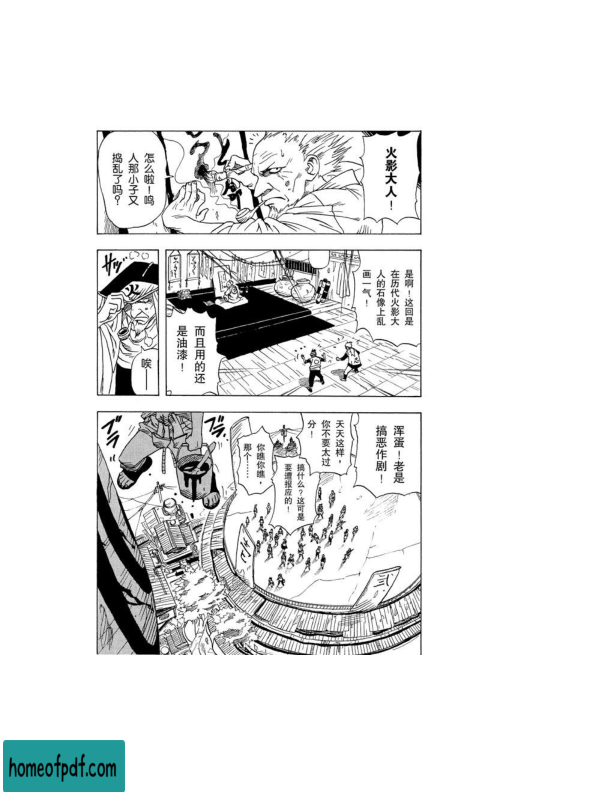 火影大人！
怎么啦！鸣
人那小子又
捣乱了吗？
是啊！这回是
在历代火影大
人的石像上乱
画一气！
而且用的还
是油漆！
唉——
浑蛋！老是
搞恶作剧！
天天这样，
你不要太过
分！
搞什么？这可是
要遭报应的！
你瞧你瞧，
那个……
homeofpdf.com